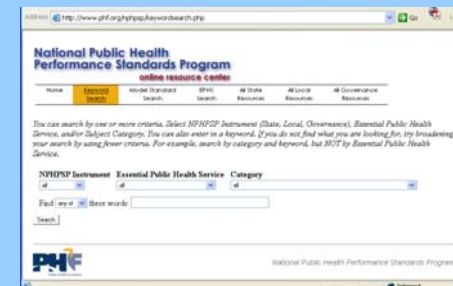 Address http://www.phf.org/nphpsp/keywordsearch.php Go
National Public Health
Performance Standards Program
online resource center
Home Keyword Search Model Standard Search EPHS Search All State Resources All Local Resources All Governance Resources
You can search by one or more criteria. Select NPHPSP Instrument (State, Local, Governance), Essential Public Health
Service, and/or Subject Category. You can also enter in a keyword. If you do not find what you are looking for, try broadening
your search by using fewer criteria. For example, search by category and keyword, but NOT by Essential Public Health
Service.
NPHPSP Instrument Essential Public Health Service Category
all all all
Find any of these words:
Search
PHF
National Public Health Performance Standards Program
Internet